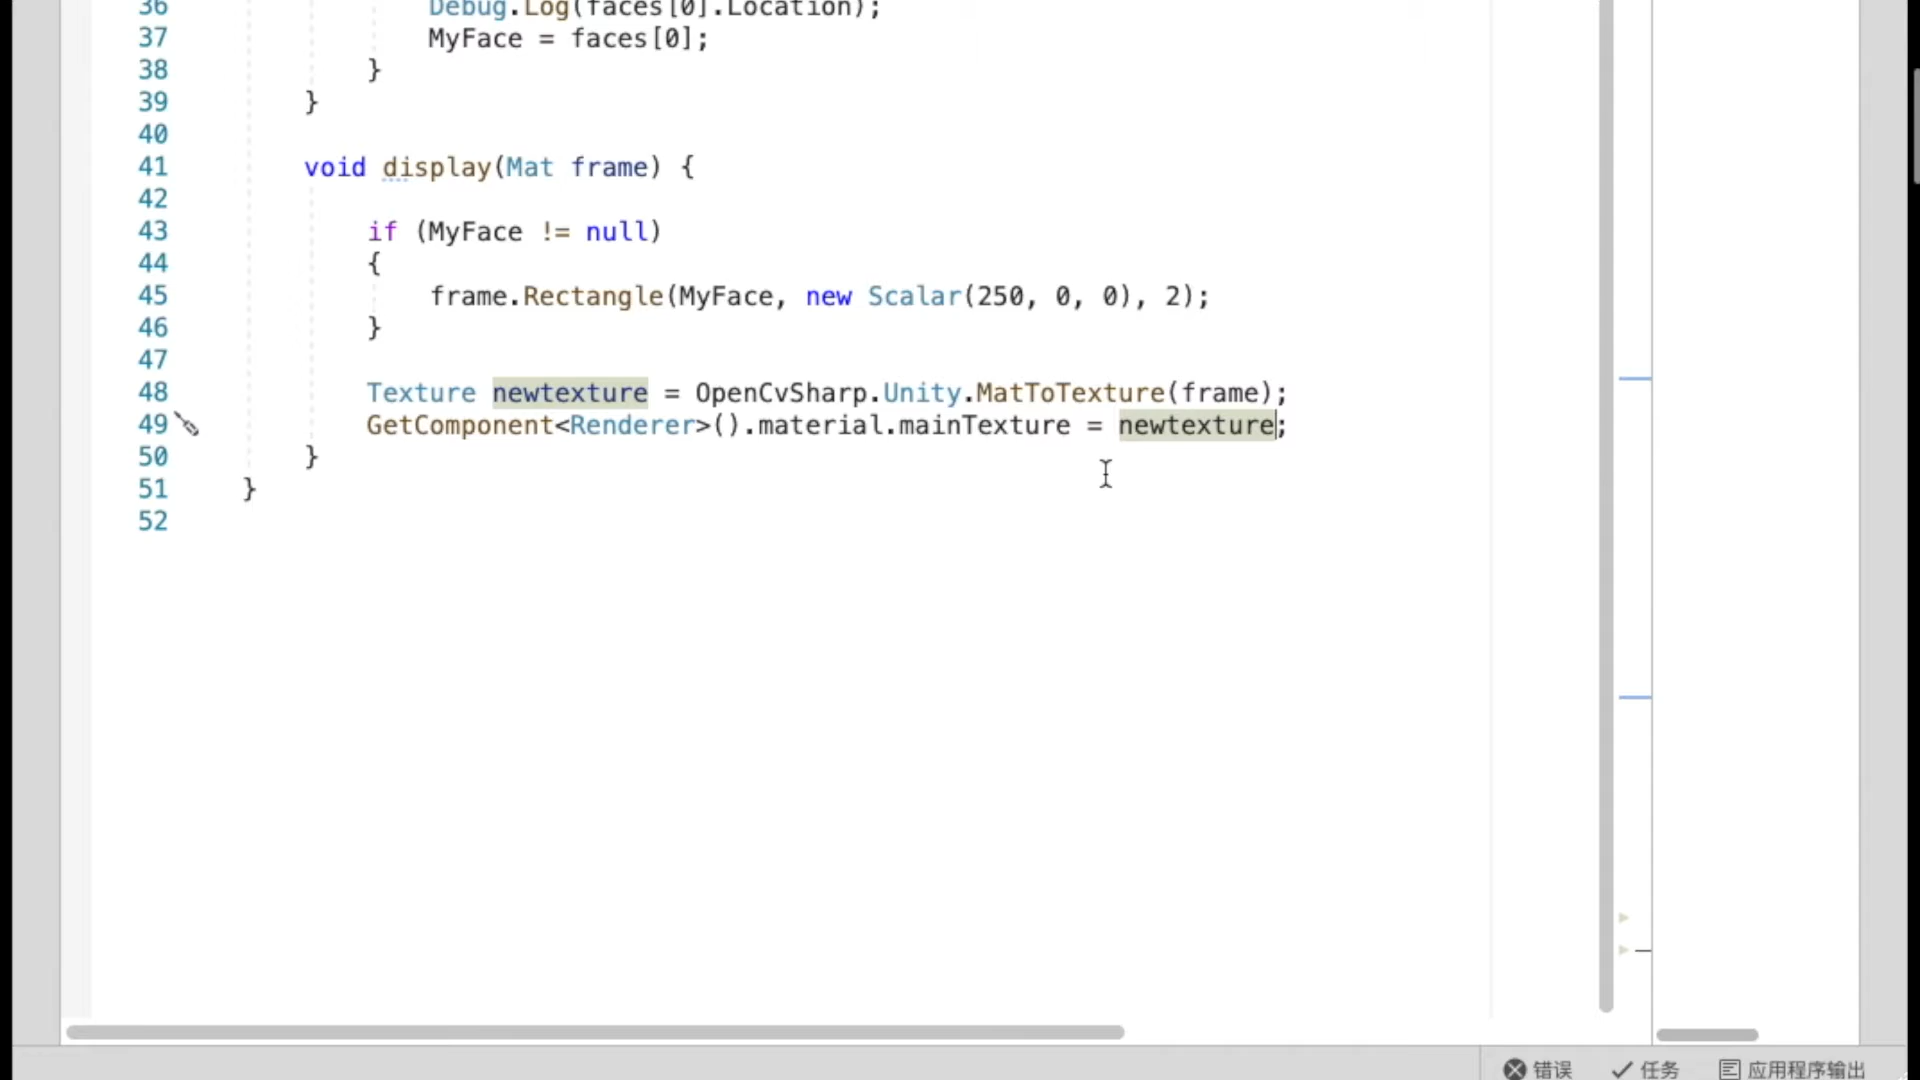 36 Debug.Log(faces[0].Location);
37 MyFace = faces[0];
38 }
39 }
40
41 void display(Mat frame) {
42
43 if (MyFace != null)
44 {
45 frame.Rectangle(MyFace, new Scalar(250, 0, 0), 2);
46 }
47
48 Texture newtexture = OpenCvSharp.Unity.MatToTexture(frame);
49 GetComponent<Renderer>().material.mainTexture = newtexture;
50 }
51 }
52
错误 任务 应用程序输出